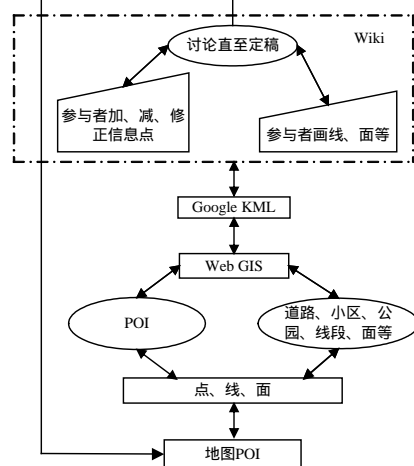 讨论直至定稿
Wiki
参与者加、减、修
正信息点
参与者画线、面等
Google KML
Web GIS
POI
道路、小区、公
园、线段、面等
点、线、面
地图POI